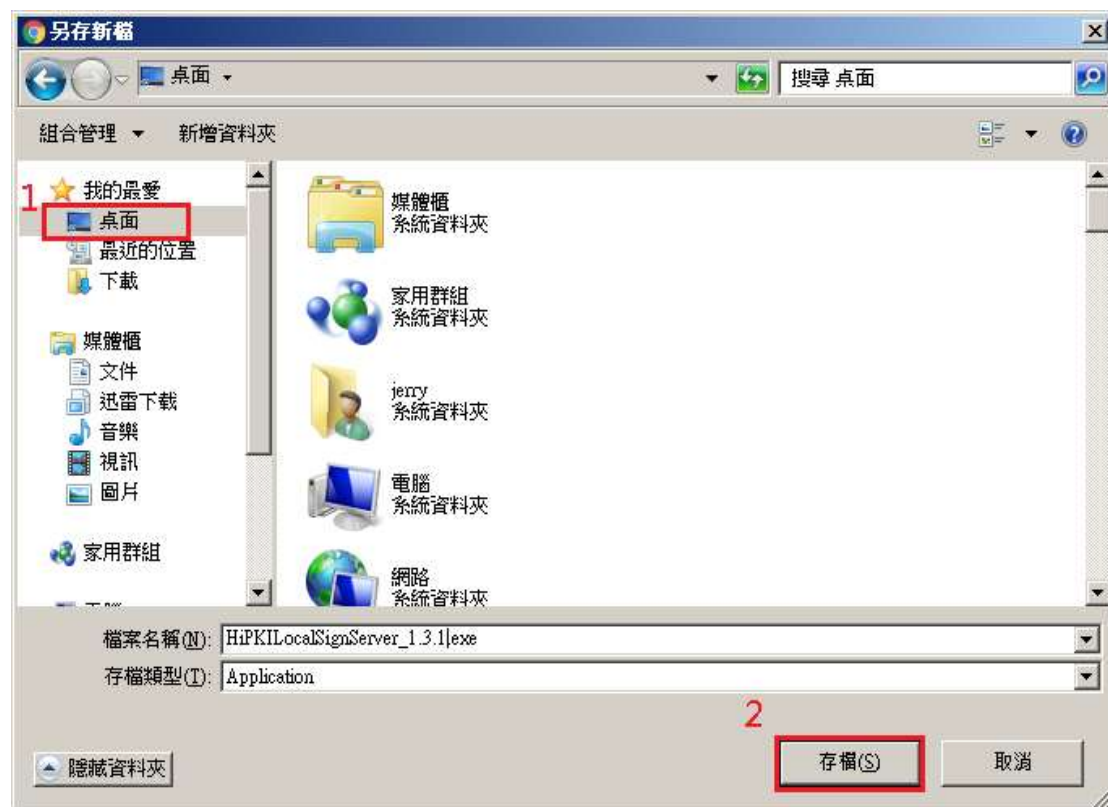 另存新檔
桌面
搜尋 桌面
組合管理
新增資料夾
1
我的最愛
桌面
最近的位置
下載
媒體櫃
文件
迅雷下载
音樂
視訊
圖片
家用群組
媒體櫃
系統資料夾
家用群組
系統資料夾
jerry
系統資料夾
電腦
系統資料夾
網路
系統資料夾
檔案名稱(N): HiPKILocalSignServer_1.3.1.exe
存檔類型(T): Application
2
隱藏資料夾
存檔(S)
取消